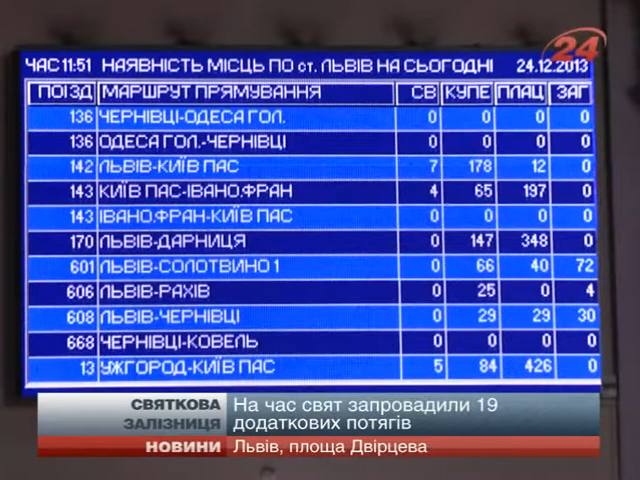 24
ЧАС 11:51 НАЯВНІСТЬ МІСЦЬ ПО ст. ЛЬВІВ НА СЬОГОДНІ 24.12.2013
ПОЇЗД МАРШРУТ ПРЯМУВАННЯ СВ КУПЕ ПЛАЦ ЗАГ
136 ЧЕРНІВЦІ-ОДЕСА ГОЛ. 0 0 0 0
136 ОДЕСА ГОЛ.-ЧЕРНІВЦІ 0 0 0 0
142 ЛЬВІВ-КИЇВ ПАС 7 178 12 0
143 КИЇВ ПАС-ІВАНО.ФРАН 4 65 197 0
143 ІВАНО.ФРАН-КИЇВ ПАС 0 0 0 0
170 ЛЬВІВ-ДАРНИЦЯ 0 147 348 0
601 ЛЬВІВ-СОЛОТВИНО 1 0 66 40 72
606 ЛЬВІВ-РАХІВ 0 25 0 4
608 ЛЬВІВ-ЧЕРНІВЦІ 0 29 29 30
668 ЧЕРНІВЦІ-КОВЕЛЬ 0 0 0 0
13 УЖГОРОД-КИЇВ ПАС 5 84 426 0
СВЯТКОВА ЗАЛІЗНИЦЯ
На час свят запровадили 19
додаткових потягів
НОВИНИ Львів, площа Двірцева